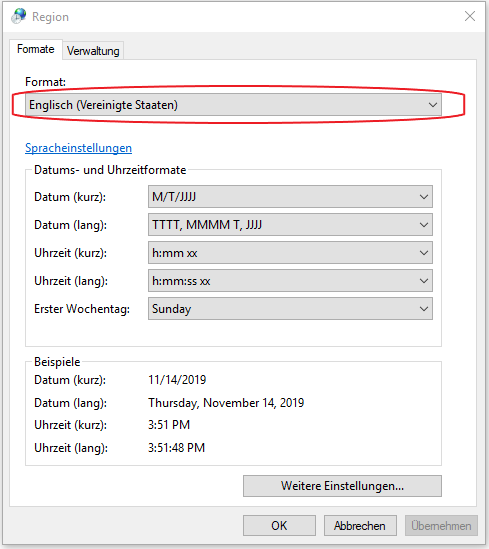 Region
Formate
Verwaltung
Format:
Englisch (Vereinigte Staaten)
Spracheinstellungen
Datums- und Uhrzeitformate
Datum (kurz): M/T/JJJJ
Datum (lang): TTTT, MMMM T, JJJJ
Uhrzeit (kurz): h:mm xx
Uhrzeit (lang): h:mm:ss xx
Erster Wochentag: Sunday
Beispiele
Datum (kurz): 11/14/2019
Datum (lang): Thursday, November 14, 2019
Uhrzeit (kurz): 3:51 PM
Uhrzeit (lang): 3:51:48 PM
Weitere Einstellungen...
OK
Abbrechen
Übernehmen